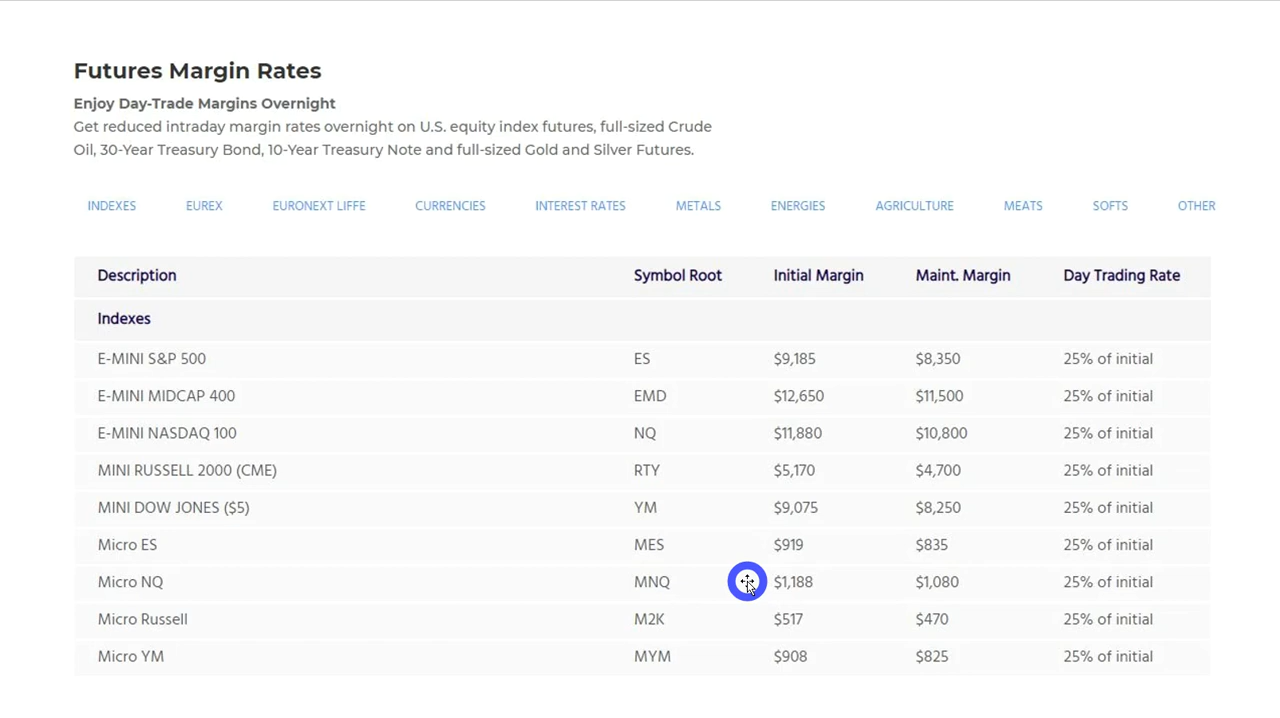 Futures Margin Rates
Enjoy Day-Trade Margins Overnight
Get reduced intraday margin rates overnight on U.S. equity index futures, full-sized Crude
Oil, 30-Year Treasury Bond, 10-Year Treasury Note and full-sized Gold and Silver Futures.
INDEXES EUREX EURONEXT LIFFE CURRENCIES INTEREST RATES METALS ENERGIES AGRICULTURE MEATS SOFTS OTHER
Description Symbol Root Initial Margin Maint. Margin Day Trading Rate
Indexes
E-MINI S&P 500 ES $9,185 $8,350 25% of initial
E-MINI MIDCAP 400 EMD $12,650 $11,500 25% of initial
E-MINI NASDAQ 100 NQ $11,880 $10,800 25% of initial
MINI RUSSELL 2000 (CME) RTY $5,170 $4,700 25% of initial
MINI DOW JONES ($5) YM $9,075 $8,250 25% of initial
Micro ES MES $919 $835 25% of initial
Micro NQ MNQ $1,188 $1,080 25% of initial
Micro Russell M2K $517 $470 25% of initial
Micro YM MYM $908 $825 25% of initial